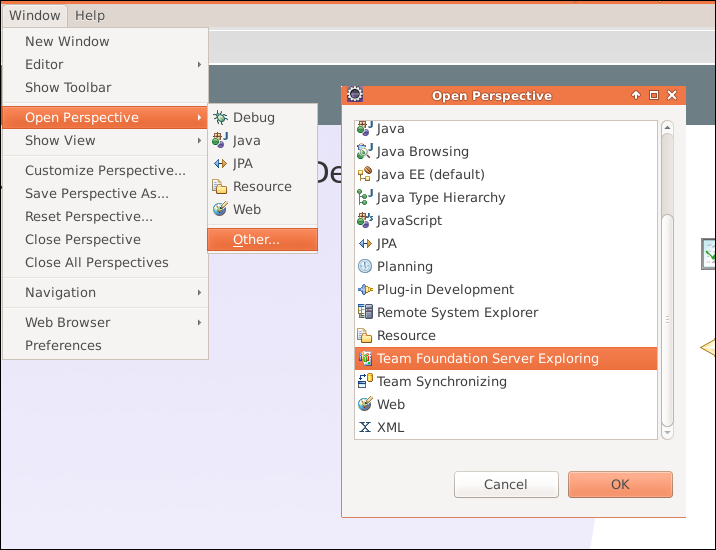 Window Help
New Window
Editor
Show Toolbar
Open Perspective
Show View
Customize Perspective...
Save Perspective As...
Reset Perspective...
Close Perspective
Close All Perspectives
Navigation
Web Browser
Preferences
Debug
Java
JPA
Resource
Web
Other...
De
Open Perspective
Java
Java Browsing
Java EE (default)
Java Type Hierarchy
JavaScript
JPA
Planning
Plug-in Development
Remote System Explorer
Resource
Team Foundation Server Exploring
Team Synchronizing
Web
XML
Cancel OK